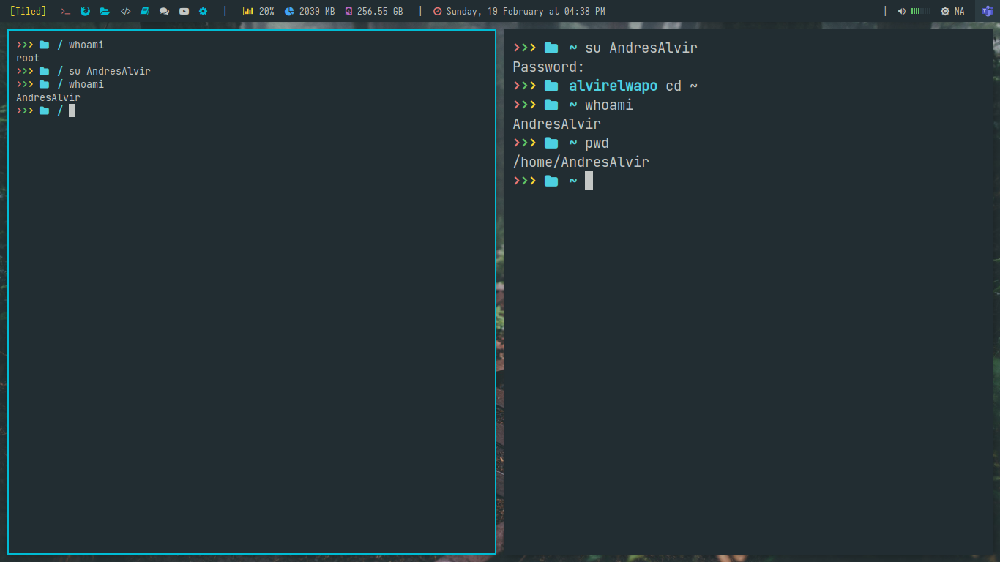 [Tiled] | 20% 2039 MB 256.55 GB | Sunday, 19 February at 04:38 PM | NA
>>> / whoami
root
>>> / su AndresAlvir
>>> / whoami
AndresAlvir
>>> /
>>> ~ su AndresAlvir
Password:
>>> alvirelwapo cd ~
>>> ~ whoami
AndresAlvir
>>> ~ pwd
/home/AndresAlvir
>>> ~